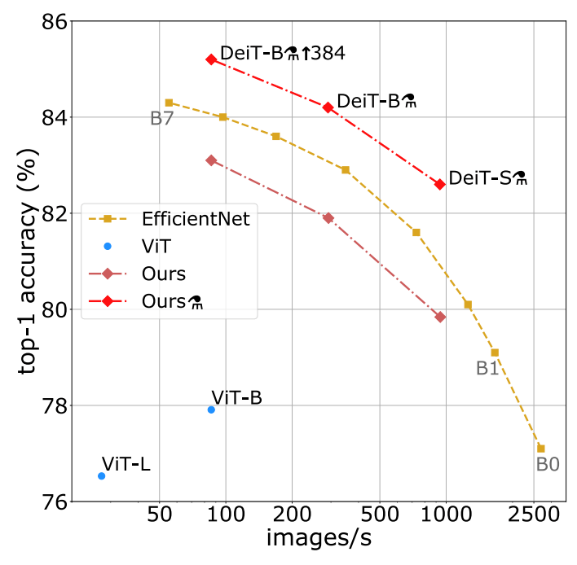 86
84
82
80
78
76
top-1 accuracy (%)
DeiT-B⚗↑384
DeiT-B⚗
DeiT-S⚗
B7
EfficientNet
ViT
Ours
Ours⚗
B1
ViT-B
ViT-L
B0
50 100 200 500 1000 2500
images/s